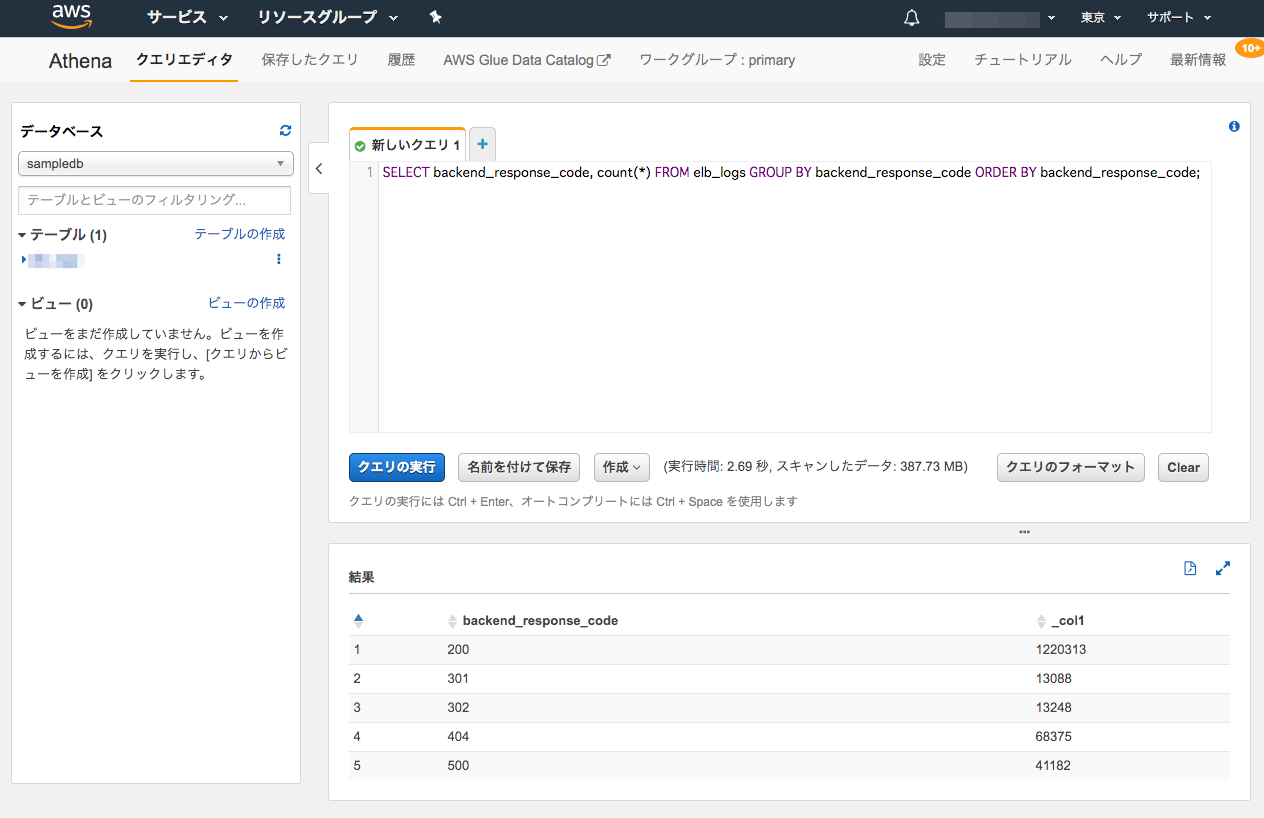 aws サービス リソースグループ 東京 サポート
Athena クエリエディタ 保存したクエリ 履歴 AWS Glue Data Catalog ワークグループ : primary 設定 チュートリアル ヘルプ 最新情報 10+
データベース
sampledb
テーブルとビューのフィルタリング...
テーブル (1) テーブルの作成
ビュー (0) ビューの作成
ビューをまだ作成していません。ビューを作
成するには、クエリを実行し、[クエリからビ
ューを作成] をクリックします。
新しいクエリ 1
1 SELECT backend_response_code, count(*) FROM elb_logs GROUP BY backend_response_code ORDER BY backend_response_code;
クエリの実行 名前を付けて保存 作成 (実行時間: 2.69 秒, スキャンしたデータ: 387.73 MB) クエリのフォーマット Clear
クエリの実行には Ctrl + Enter、オートコンプリートには Ctrl + Space を使用します
結果
backend_response_code _col1
1 200 1220313
2 301 13088
3 302 13248
4 404 68375
5 500 41182